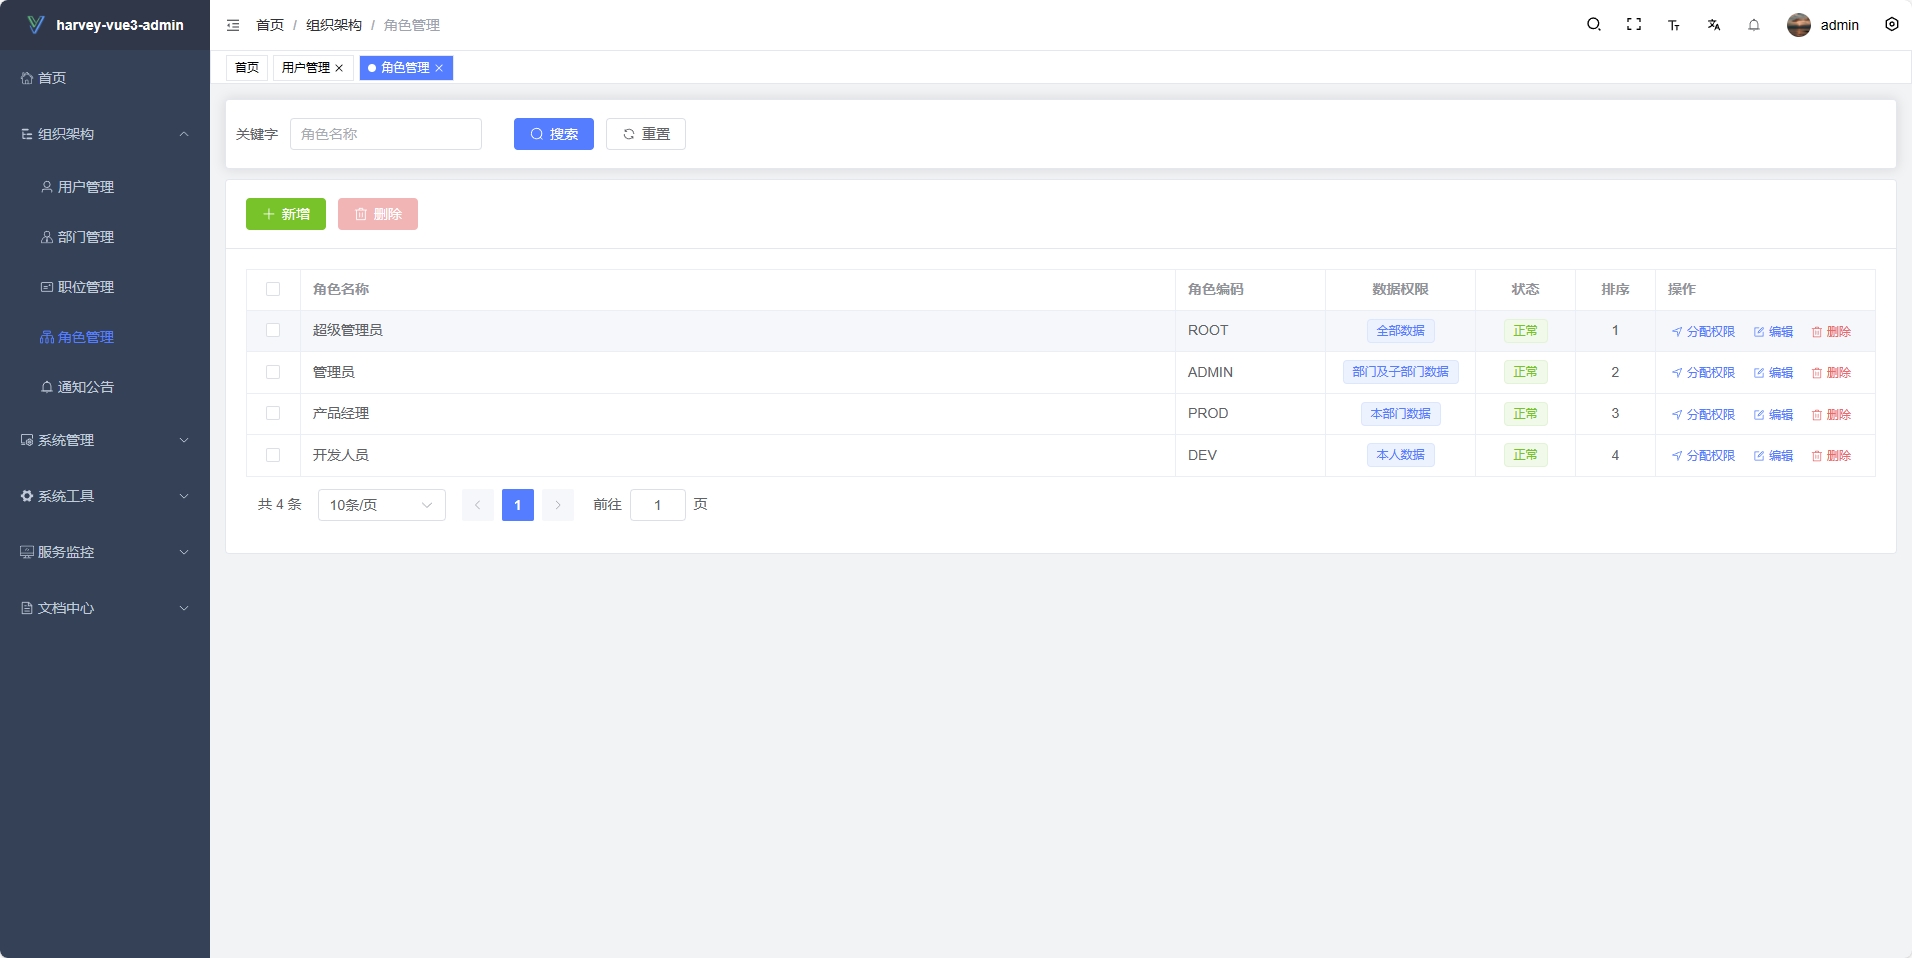 harvey-vue3-admin
首页 / 组织架构 / 角色管理
admin
首页 用户管理 角色管理
首页
组织架构
用户管理
部门管理
职位管理
角色管理
通知公告
系统管理
系统工具
服务监控
文档中心
关键字 角色名称 搜索 重置
新增 删除
角色名称 角色编码 数据权限 状态 排序 操作
超级管理员 ROOT 全部数据 正常 1 分配权限 编辑 删除
管理员 ADMIN 部门及子部门数据 正常 2 分配权限 编辑 删除
产品经理 PROD 本部门数据 正常 3 分配权限 编辑 删除
开发人员 DEV 本人数据 正常 4 分配权限 编辑 删除
共 4 条 10条/页 1 前往 1 页